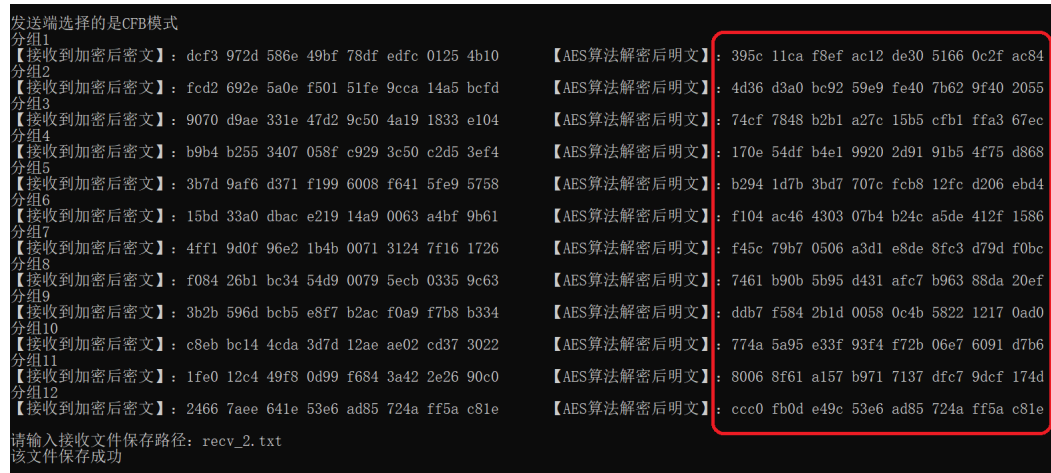 发送端选择的是CFB模式
分组1
【接收到加密后密文】: dcf3 972d 586e 49bf 78df edfc 0125 4b10 【AES算法解密后明文】: 395c 11ca f8ef ac12 de30 5166 0c2f ac84
分组2
【接收到加密后密文】: fcd2 692e 5a0e f501 51fe 9cca 14a5 bcfd 【AES算法解密后明文】: 4d36 d3a0 bc92 59e9 fe40 7b62 9f40 2055
分组3
【接收到加密后密文】: 9070 d9ae 331e 47d2 9c50 4a19 1833 e104 【AES算法解密后明文】: 74cf 7848 b2b1 a27c 15b5 cfb1 ffa3 67ec
分组4
【接收到加密后密文】: b9b4 b255 3407 058f c929 3c50 c2d5 3ef4 【AES算法解密后明文】: 170e 54df b4e1 9920 2d91 91b5 4f75 d868
分组5
【接收到加密后密文】: 3b7d 9af6 d371 f199 6008 f641 5fe9 5758 【AES算法解密后明文】: b294 1d7b 3bd7 707c fcb8 12fc d206 ebd4
分组6
【接收到加密后密文】: 15bd 33a0 dbac e219 14a9 0063 a4bf 9b61 【AES算法解密后明文】: f104 ac46 4303 07b4 b24c a5de 412f 1586
分组7
【接收到加密后密文】: 4ff1 9d0f 96e2 1b4b 0071 3124 7f16 1726 【AES算法解密后明文】: f45c 79b7 0506 a3d1 e8de 8fc3 d79d f0bc
分组8
【接收到加密后密文】: f084 26b1 bc34 54d9 0079 5ecb 0335 9c63 【AES算法解密后明文】: 7461 b90b 5b95 d431 afc7 b963 88da 20ef
分组9
【接收到加密后密文】: 3b2b 596d bcb5 e8f7 b2ac f0a9 f7b8 b334 【AES算法解密后明文】: ddb7 f584 2b1d 0058 0c4b 5822 1217 0ad0
分组10
【接收到加密后密文】: c8eb bc14 4cda 3d7d 12ae ae02 cd37 3022 【AES算法解密后明文】: 774a 5a95 e33f 93f4 f72b 06e7 6091 d7b6
分组11
【接收到加密后密文】: 1fe0 12c4 49f8 0d99 f684 3a42 2e26 90c0 【AES算法解密后明文】: 8006 8f61 a157 b971 7137 dfc7 9dcf 174d
分组12
【接收到加密后密文】: 2466 7aee 641e 53e6 ad85 724a ff5a c81e 【AES算法解密后明文】: ccc0 fb0d e49c 53e6 ad85 724a ff5a c81e
请输入接收文件保存路径: recv_2.txt
该文件保存成功